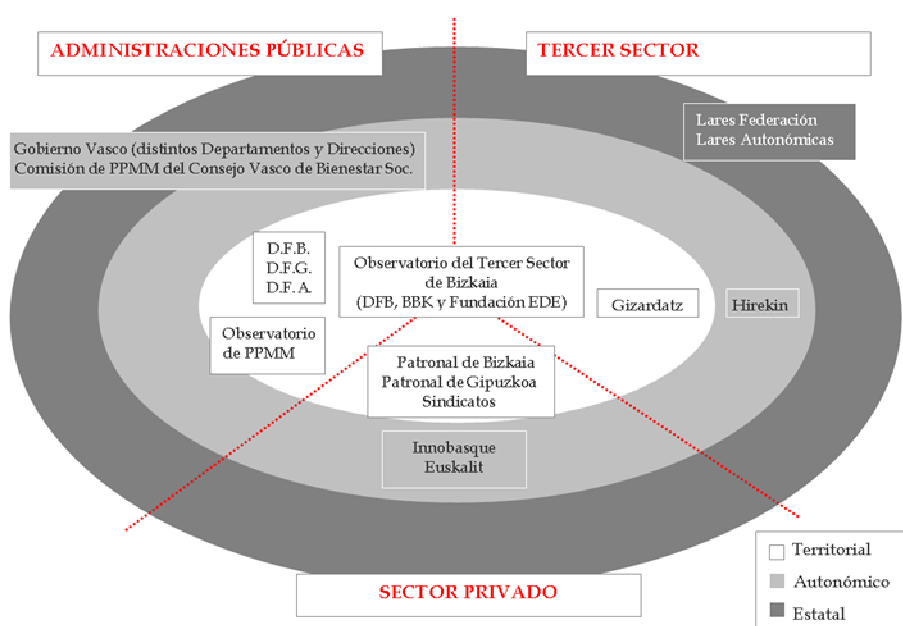 ADMINISTRACIONES PÚBLICAS
TERCER SECTOR
Lares Federación
Lares Autonómicas
Gobierno Vasco (distintos Departamentos y Direcciones)
Comisión de PPMM del Consejo Vasco de Bienestar Soc.
D.F.B.
D.F.G.
D.F. A.
Observatorio del Tercer Sector
de Bizkaia
(DFB, BBK y Fundación EDE)
Gizardatz
Hirekin
Observatorio
de PPMM
Patronal de Bizkaia
Patronal de Gipuzkoa
Sindicatos
Innobasque
Euskalit
SECTOR PRIVADO
Territorial
Autonómico
Estatal